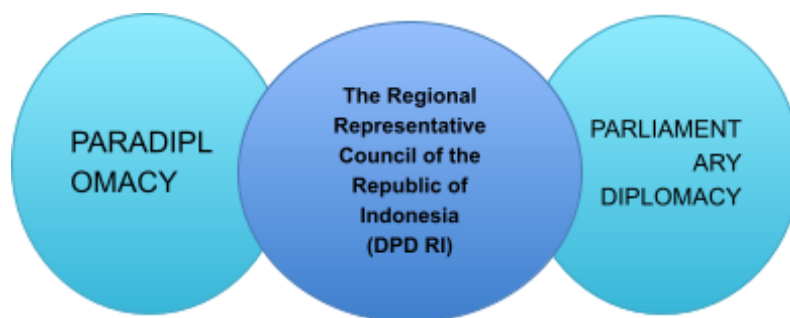 PARADIPL
OMACY
The Regional
Representative
Council of the
Republic of
Indonesia
(DPD RI)
PARLIAMENT
ARY
DIPLOMACY